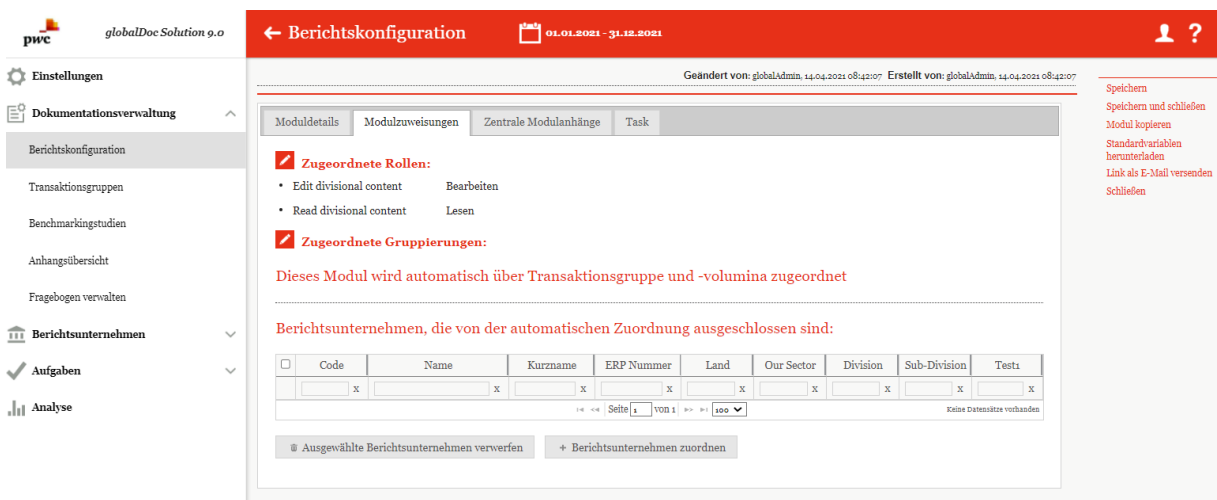 pwc
globalDoc Solution 9.0
Berichtskonfiguration
01.01.2021 - 31.12.2021
?
Einstellungen
Dokumentationsverwaltung
Berichtskonfiguration
Transaktionsgruppen
Benchmarkingstudien
Anhangsübersicht
Fragebogen verwalten
Berichtsunternehmen
Aufgaben
Analyse
Geändert von: globalAdmin, 14.04.2021 08:42:07 Erstellt von: globalAdmin, 14.04.2021 08:42:07
Moduldetails Modulzuweisungen Zentrale Modulanhänge Task
Zugeordnete Rollen:
• Edit divisional content Bearbeiten
• Read divisional content Lesen
Zugeordnete Gruppierungen:
Dieses Modul wird automatisch über Transaktionsgruppe und -volumina zugeordnet
Berichtsunternehmen, die von der automatischen Zuordnung ausgeschlossen sind:
Code Name Kurzname ERP Nummer Land Our Sector Division Sub-Division Test1
x x x x x x x x x
Seite 1 von 1 100 Keine Datensätze vorhanden
Ausgewählte Berichtsunternehmen verwerfen + Berichtsunternehmen zuordnen
Speichern
Speichern und schließen
Modul kopieren
Standardvariablen
herunterladen
Link als E-Mail versenden
Schließen